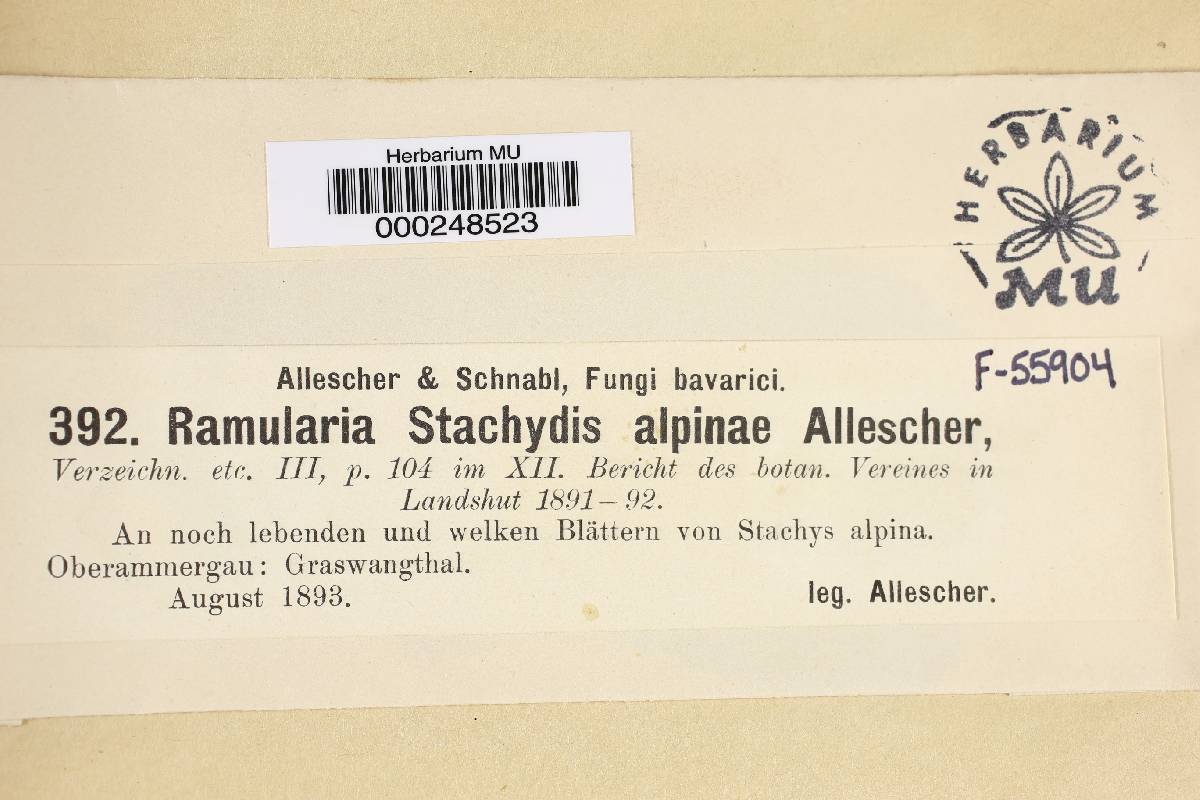 Herbarium MU
000248523
HERBARIUM
MU
F-55904
Allescher & Schnabl, Fungi bavarici.
392. Ramularia Stachydis alpinae Allescher,
Verzeichn. etc. III, p. 104 im XII. Bericht des botan. Vereines in
Landshut 1891–92.
An noch lebenden und welken Blättern von Stachys alpina.
Oberammergau: Graswangthal.
August 1893.
leg. Allescher.